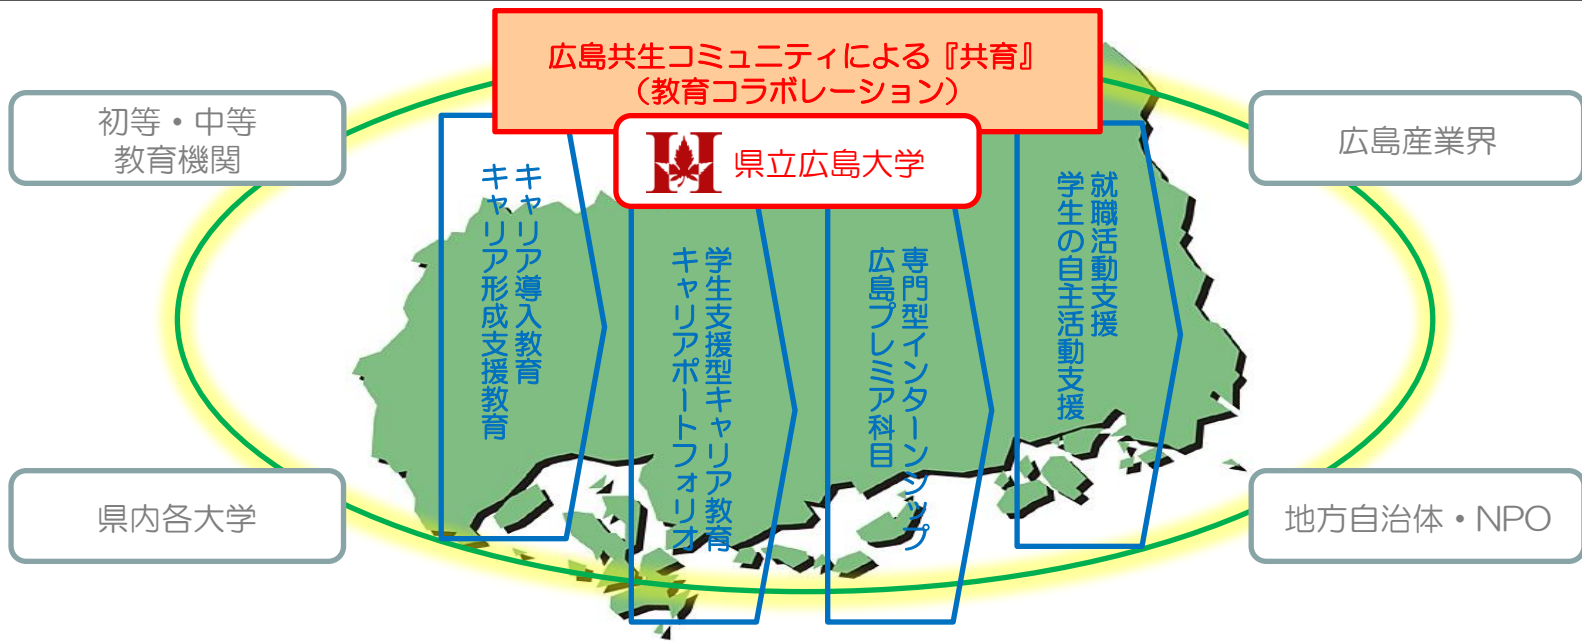 広島共生コミュニティによる『共育』
（教育コラボレーション）
初等・中等
教育機関
広島産業界
県立広島大学
キャリア導入教育
キャリア形成支援教育
学生支援型キャリア教育
キャリアポートフォリオ
専門型インターンシップ
広島プレミア科目
就職活動支援
学生の自主活動支援
県内各大学
地方自治体・NPO